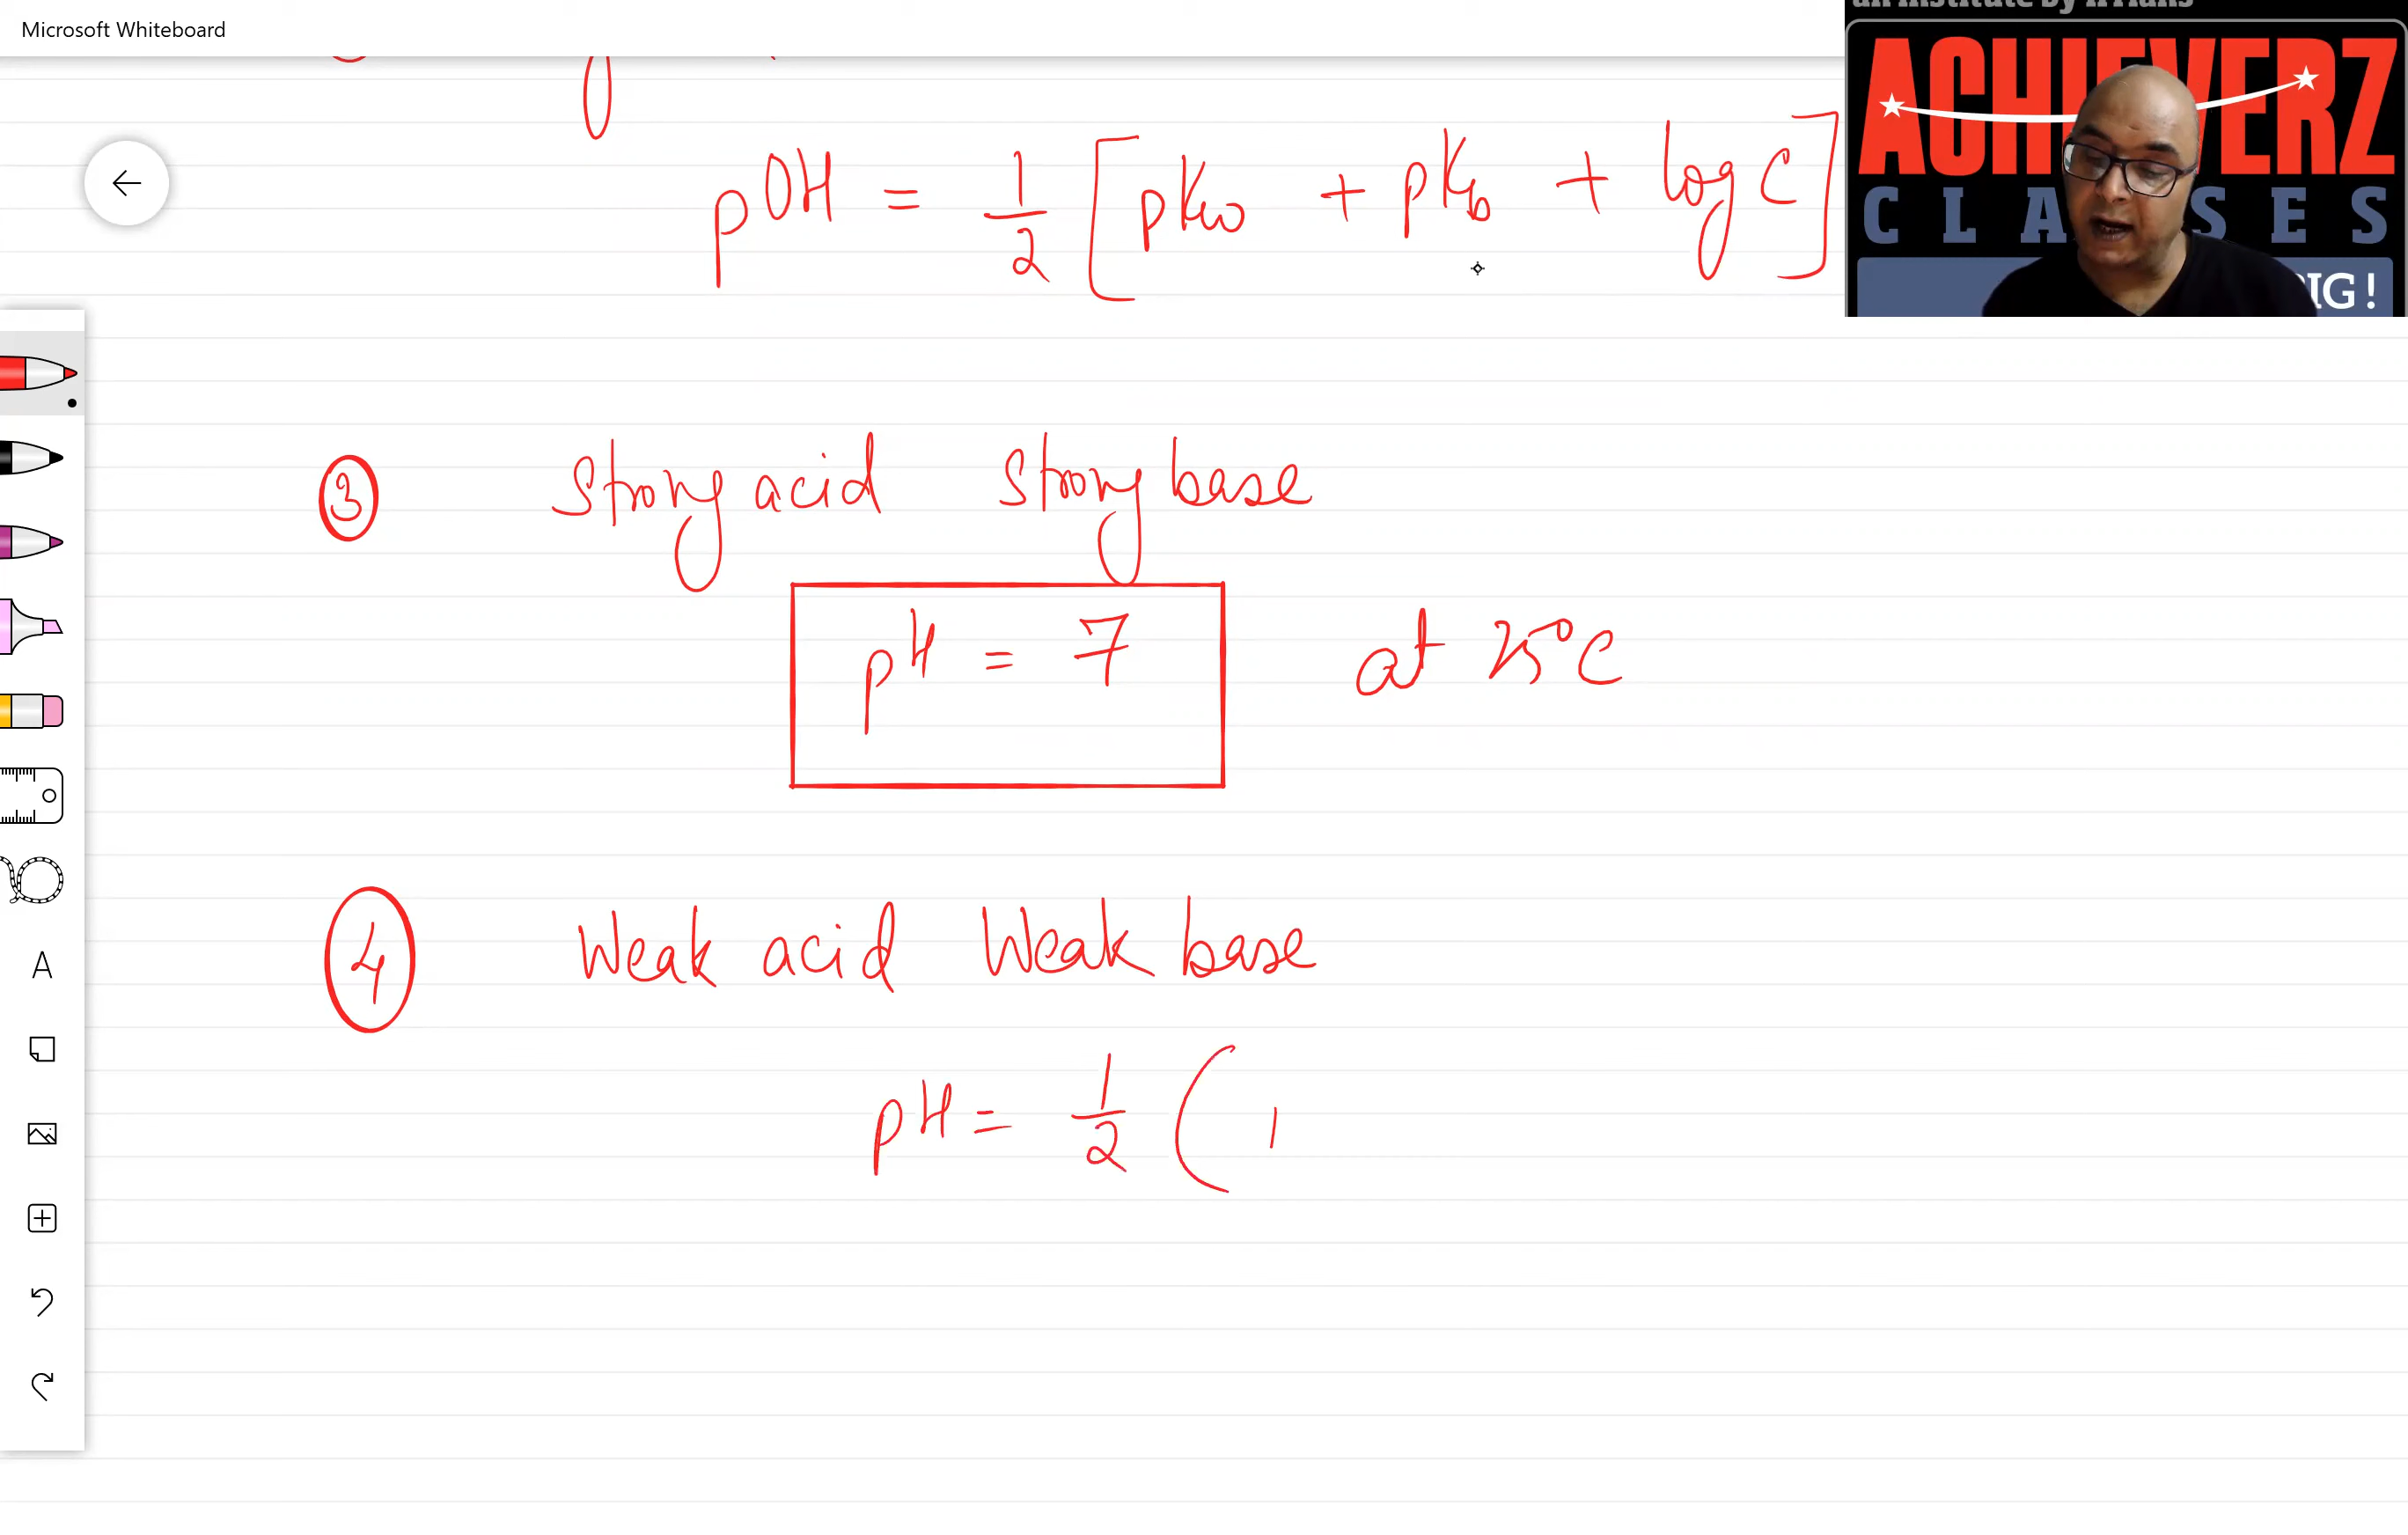 Microsoft Whiteboard
pOH = 1/2 [ pKw + pKb + log C ]
ACHIEVERZ
CLASSES
IG!
③ Strong acid Strong base
pH = 7 at 25°C
④ Weak acid Weak base
pH = 1/2 (
A